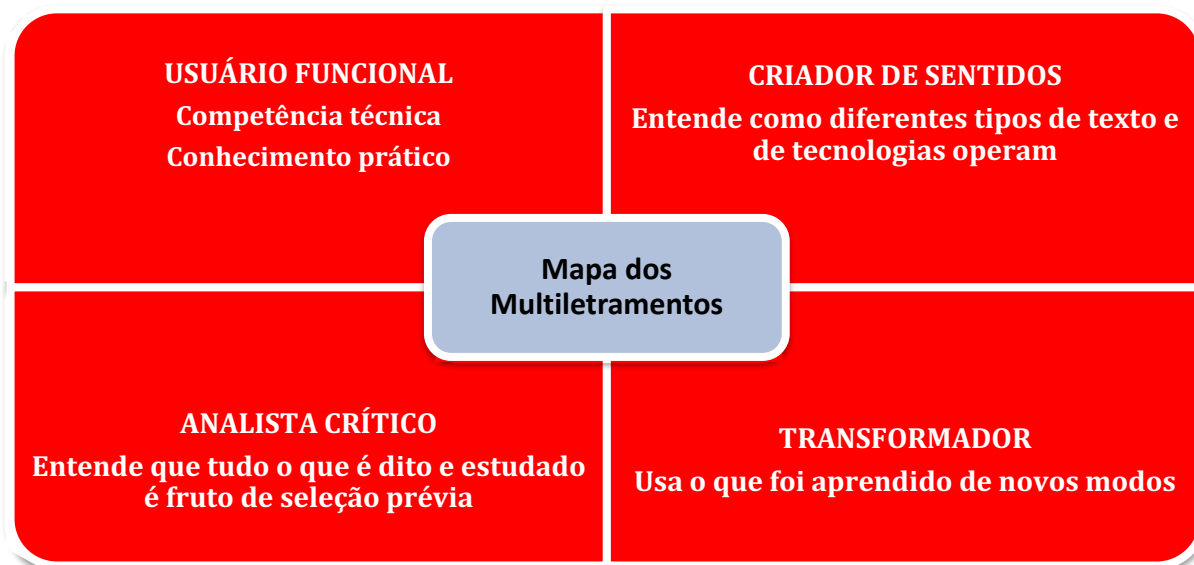 USUÁRIO FUNCIONAL
Competência técnica
Conhecimento prático
CRIADOR DE SENTIDOS
Entende como diferentes tipos de texto e
de tecnologias operam
Mapa dos
Multiletramentos
ANALISTA CRÍTICO
Entende que tudo o que é dito e estudado
é fruto de seleção prévia
TRANSFORMADOR
Usa o que foi aprendido de novos modos